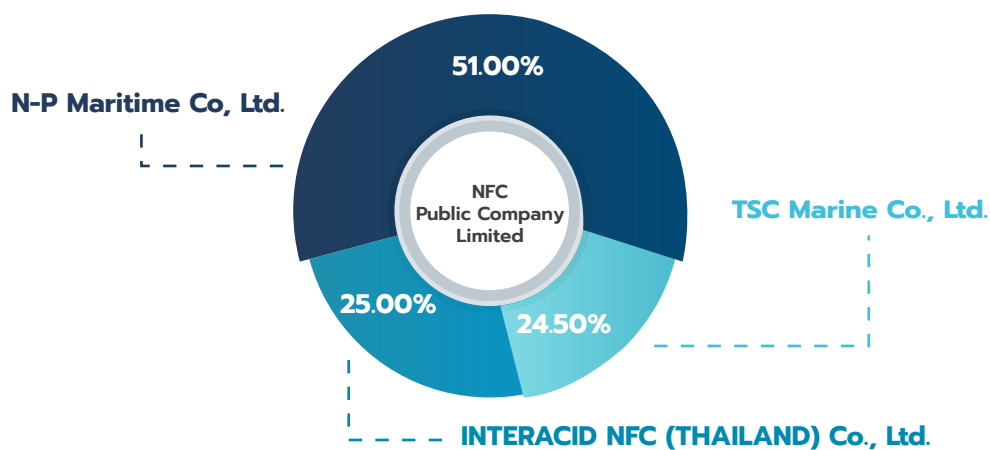 51.00%
N-P Maritime Co, Ltd.
NFC
Public Company
Limited
TSC Marine Co., Ltd.
25.00%
24.50%
INTERACID NFC (THAILAND) Co., Ltd.